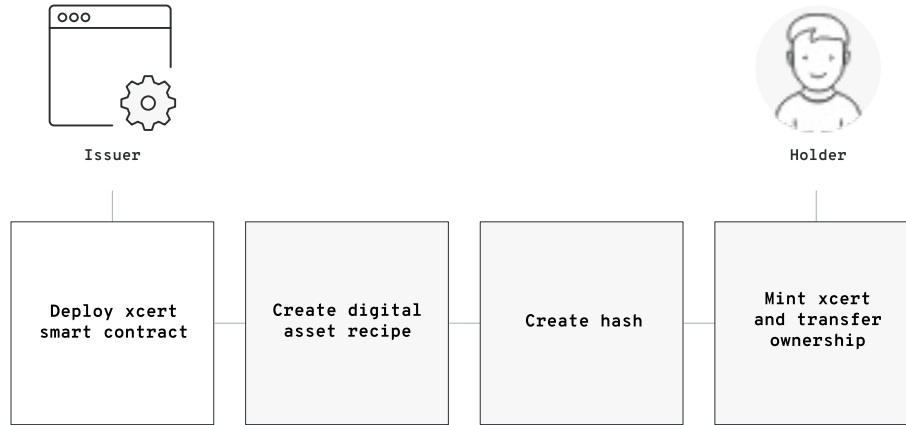 Issuer
Holder
Deploy xcert
smart contract
Create digital
asset recipe
Create hash
Mint xcert
and transfer
ownership